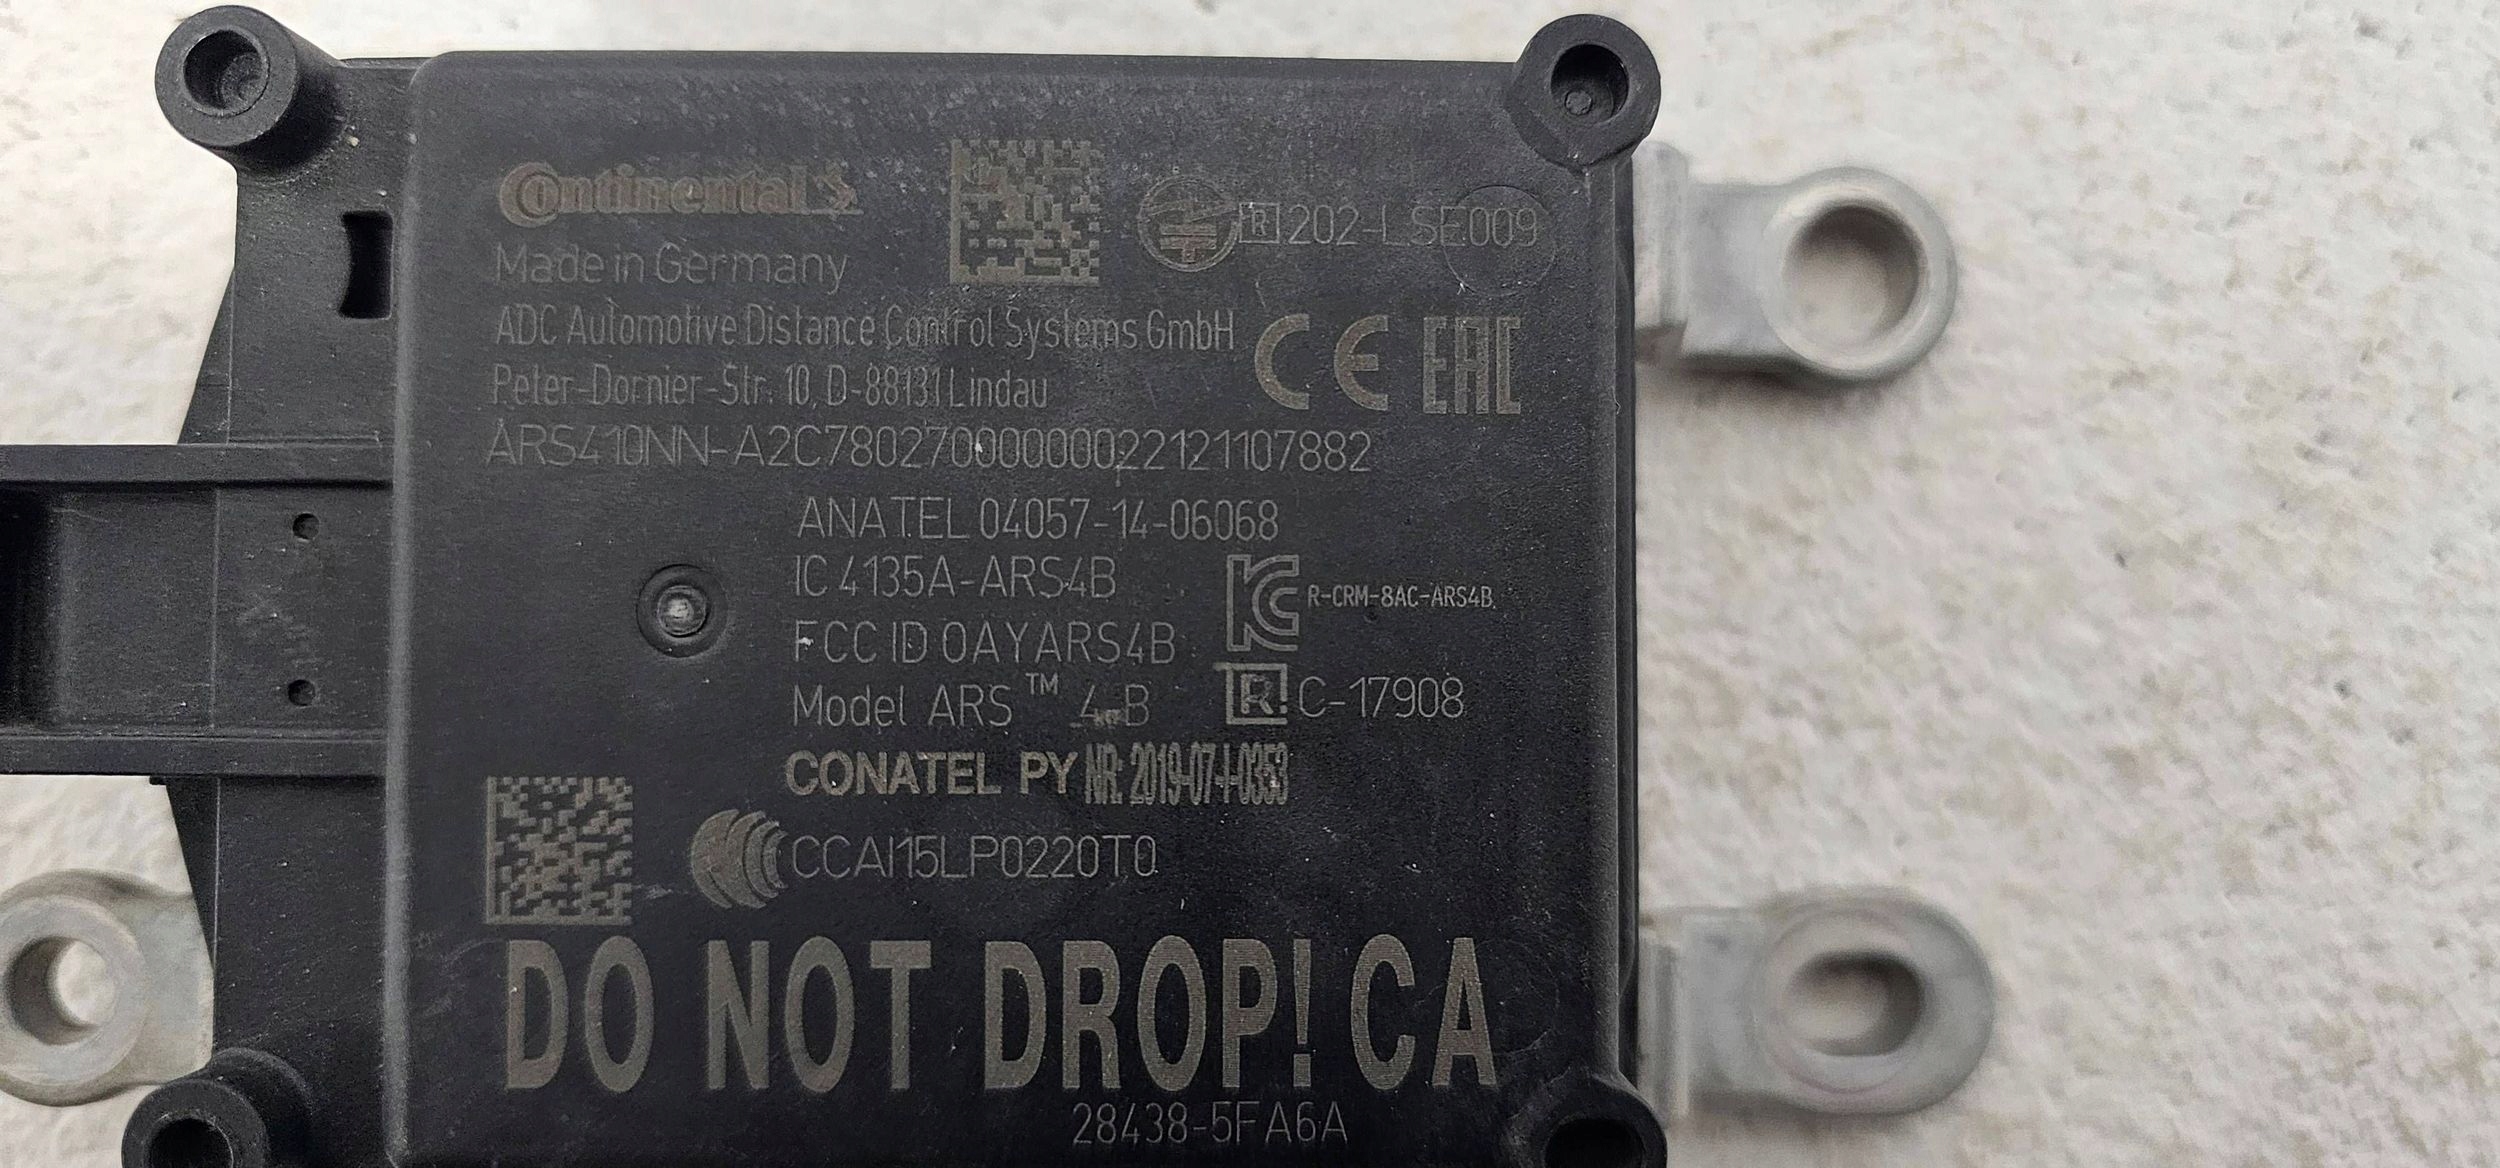 Continental
R 202-LSE009
Made in Germany
ADC Automotive Distance Control Systems GmbH
CE EAC
Peter-Dornier-Str. 10, D-88131 Lindau
ARS410NN-A2C7802700000022121107882
ANATEL 04057-14-06068
IC 4135A-ARS4B
KC R-CRM-8AC-ARS4B
FCC ID OAYARS4B
Model ARS™ 4-B
R C-17908
CONATEL PY NR: 2019-07-I-0353
CCAI15LP0220T0
DO NOT DROP! CA
28438-5FA6A